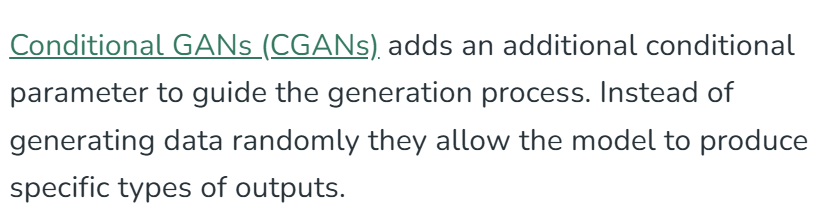 Conditional GANs (CGANs) adds an additional conditional
parameter to guide the generation process. Instead of
generating data randomly they allow the model to produce
specific types of outputs.